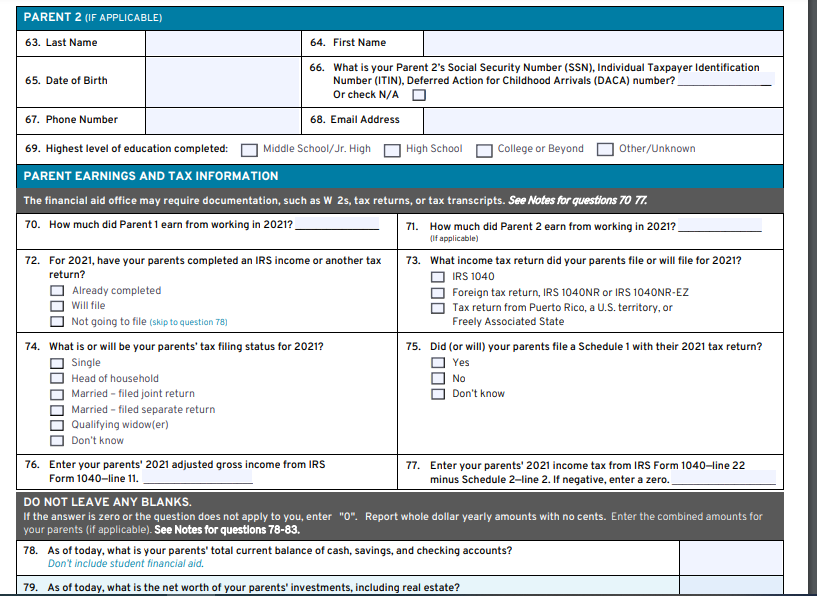 PARENT 2 (IF APPLICABLE)
63. Last Name
64. First Name
65. Date of Birth
66. What is your Parent 2's Social Security Number (SSN), Individual Taxpayer Identification
Number (ITIN), Deferred Action for Childhood Arrivals (DACA) number?
Or check N/A
67. Phone Number
68. Email Address
69. Highest level of education completed: Middle School/Jr. High High School College or Beyond Other/Unknown
PARENT EARNINGS AND TAX INFORMATION
The financial aid office may require documentation, such as W 2s, tax returns, or tax transcripts. See Notes for questions 70 77.
70. How much did Parent 1 earn from working in 2021?
71. How much did Parent 2 earn from working in 2021?
(If applicable)
72. For 2021, have your parents completed an IRS income or another tax
return?
Already completed
Will file
Not going to file (skip to question 78)
73. What income tax return did your parents file or will file for 2021?
IRS 1040
Foreign tax return, IRS 1040NR or IRS 1040NR-EZ
Tax return from Puerto Rico, a U.S. territory, or
Freely Associated State
74. What is or will be your parents' tax filing status for 2021?
Single
Head of household
Married – filed joint return
Married – filed separate return
Qualifying widow(er)
Don't know
75. Did (or will) your parents file a Schedule 1 with their 2021 tax return?
Yes
No
Don't know
76. Enter your parents' 2021 adjusted gross income from IRS
Form 1040—line 11.
77. Enter your parents' 2021 income tax from IRS Form 1040—line 22
minus Schedule 2—line 2. If negative, enter a zero.
DO NOT LEAVE ANY BLANKS.
If the answer is zero or the question does not apply to you, enter "0". Report whole dollar yearly amounts with no cents. Enter the combined amounts for
your parents (if applicable). See Notes for questions 78-83.
78. As of today, what is your parents' total current balance of cash, savings, and checking accounts?
Don't include student financial aid.
79. As of today, what is the net worth of your parents' investments, including real estate?